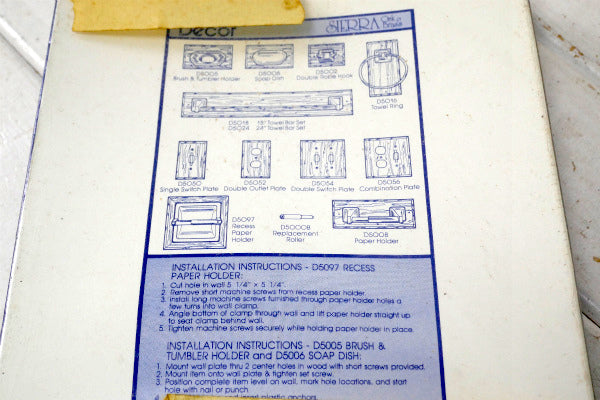 Decor
SIERRA Oak & Brass
D5005
Brush & Tumbler Holder
D5006
Soap Dish
D5002
Double Robe Hook
D5016
Towel Ring
D5018 18" Towel Bar Set
D5024 24" Towel Bar Set
D5050
Single Switch Plate
D5052
Double Outlet Plate
D5054
Double Switch Plate
D5056
Combination Plate
D5097
Recess
Paper
Holder
D5000B
Replacement
Roller
D5008
Paper Holder
INSTALLATION INSTRUCTIONS - D5097 RECESS
PAPER HOLDER:
1. Cut hole in wall 5 1/4" × 5 1/4".
2. Remove short machine screws from recess paper holder.
3. Install long machine screws furnished through paper holder holes a
few turns into wall clamp.
4. Angle bottom of clamp through wall and lift paper holder straight up
to seat clamp behind wall.
5. Tighten machine screws securely while holding paper holder in place.
INSTALLATION INSTRUCTIONS - D5005 BRUSH &
TUMBLER HOLDER and D5006 SOAP DISH:
1. Mount wall plate thru 2 center holes in wood with short screws provided.
2. Mount item onto wall plate & tighten set screw.
3. Position complete item level on wall, mark hole locations, and start
hole with nail or punch.
insert plastic anchors.